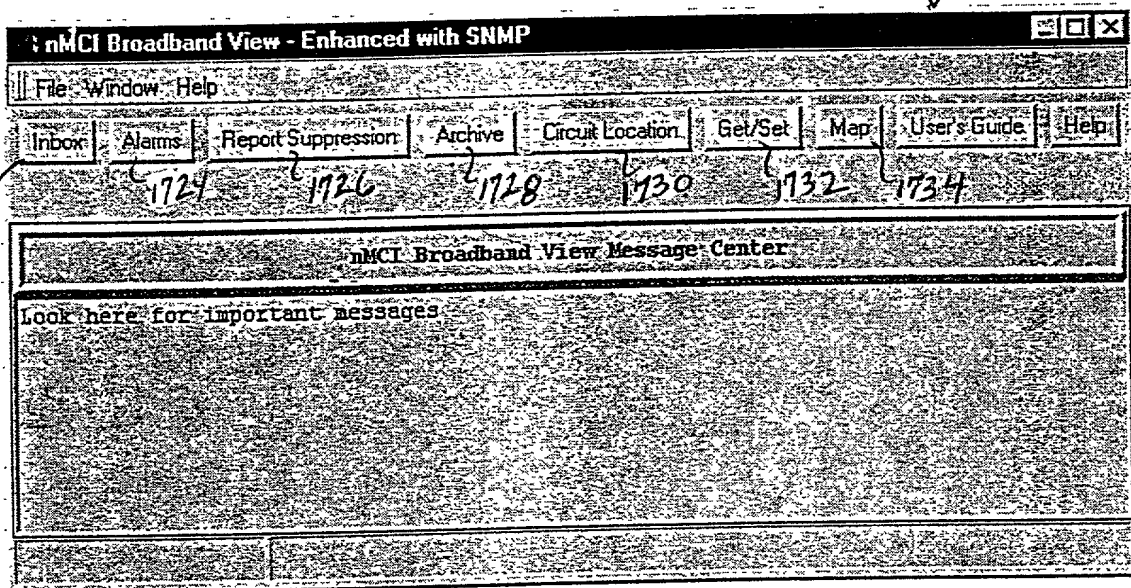 nMCI Broadband View - Enhanced with SNMP
File Window Help
Inbox Alarms Report Suppression Archive Circuit Location Get/Set Map User's Guide Help
1724 1726 1728 1730 1732 1734
nMCI Broadband View Message Center
Look here for important messages